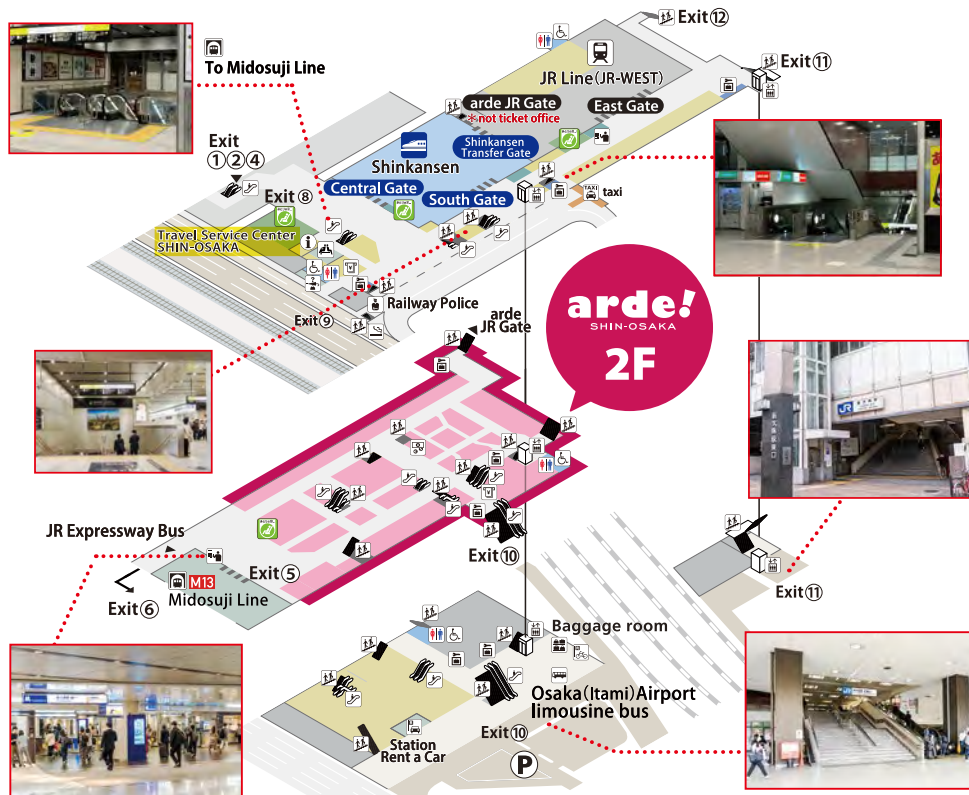 Exit⑫
To Midosuji Line
JR Line(JR-WEST)
Exit⑪
arde JR Gate
*not ticket office
East Gate
Shinkansen
Transfer Gate
Exit
①②④
Shinkansen
Central Gate
South Gate
TAXI
taxi
Exit⑧
Travel Service Center
SHIN-OSAKA
Railway Police
Exit⑨
arde
JR Gate
arde!
SHIN-OSAKA
2F
JR
JR Expressway Bus
Exit⑤
Exit⑩
M13
Midosuji Line
Exit⑥
Exit⑪
Baggage room
Osaka(Itami)Airport
limousine bus
Exit⑩
Station
Rent a Car
P